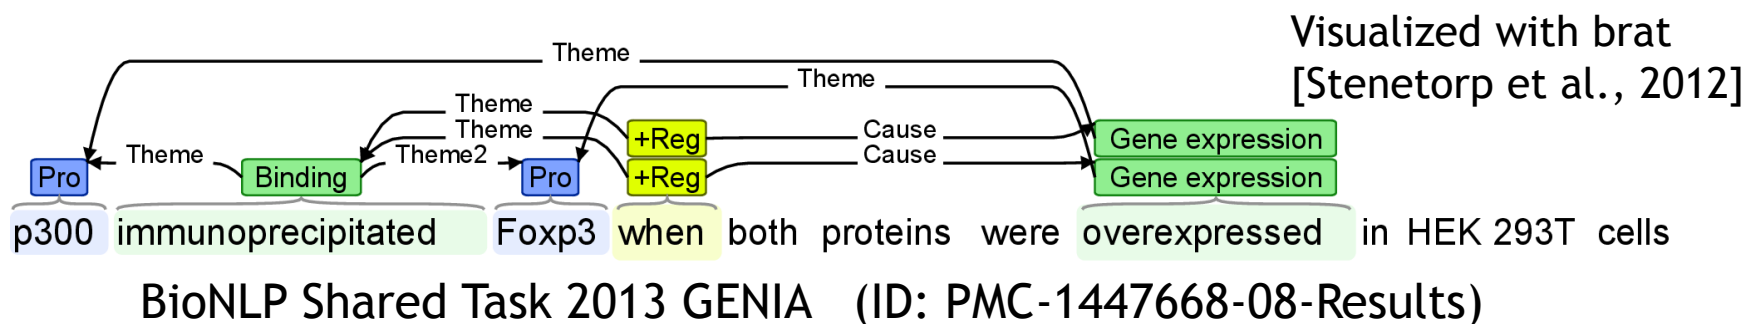 Visualized with brat
[Stenetorp et al., 2012]
Theme
Theme
Theme
Theme
+Reg
Cause
Gene expression
Theme
Theme2
Cause
Pro
Binding
Pro
+Reg
Gene expression
p300 immunoprecipitated Foxp3 when both proteins were overexpressed in HEK 293T cells
BioNLP Shared Task 2013 GENIA (ID: PMC-1447668-08-Results)